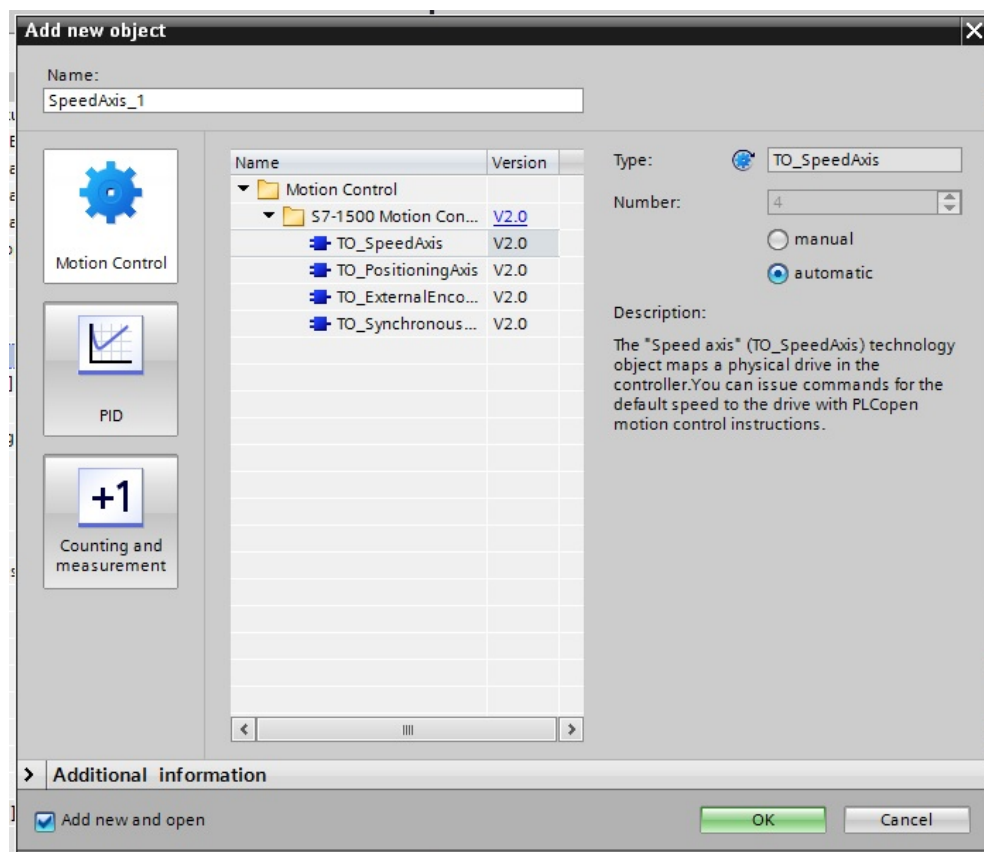 Add new object
Name:
SpeedAxis_1
Motion Control
PID
+1
Counting and
measurement
Name Version
Motion Control
S7-1500 Motion Con... V2.0
TO_SpeedAxis V2.0
TO_PositioningAxis V2.0
TO_ExternalEnco... V2.0
TO_Synchronous... V2.0
Type: TO_SpeedAxis
Number: 4
manual
automatic
Description:
The "Speed axis" (TO_SpeedAxis) technology
object maps a physical drive in the
controller.You can issue commands for the
default speed to the drive with PLCopen
motion control instructions.
Additional information
Add new and open
OK Cancel